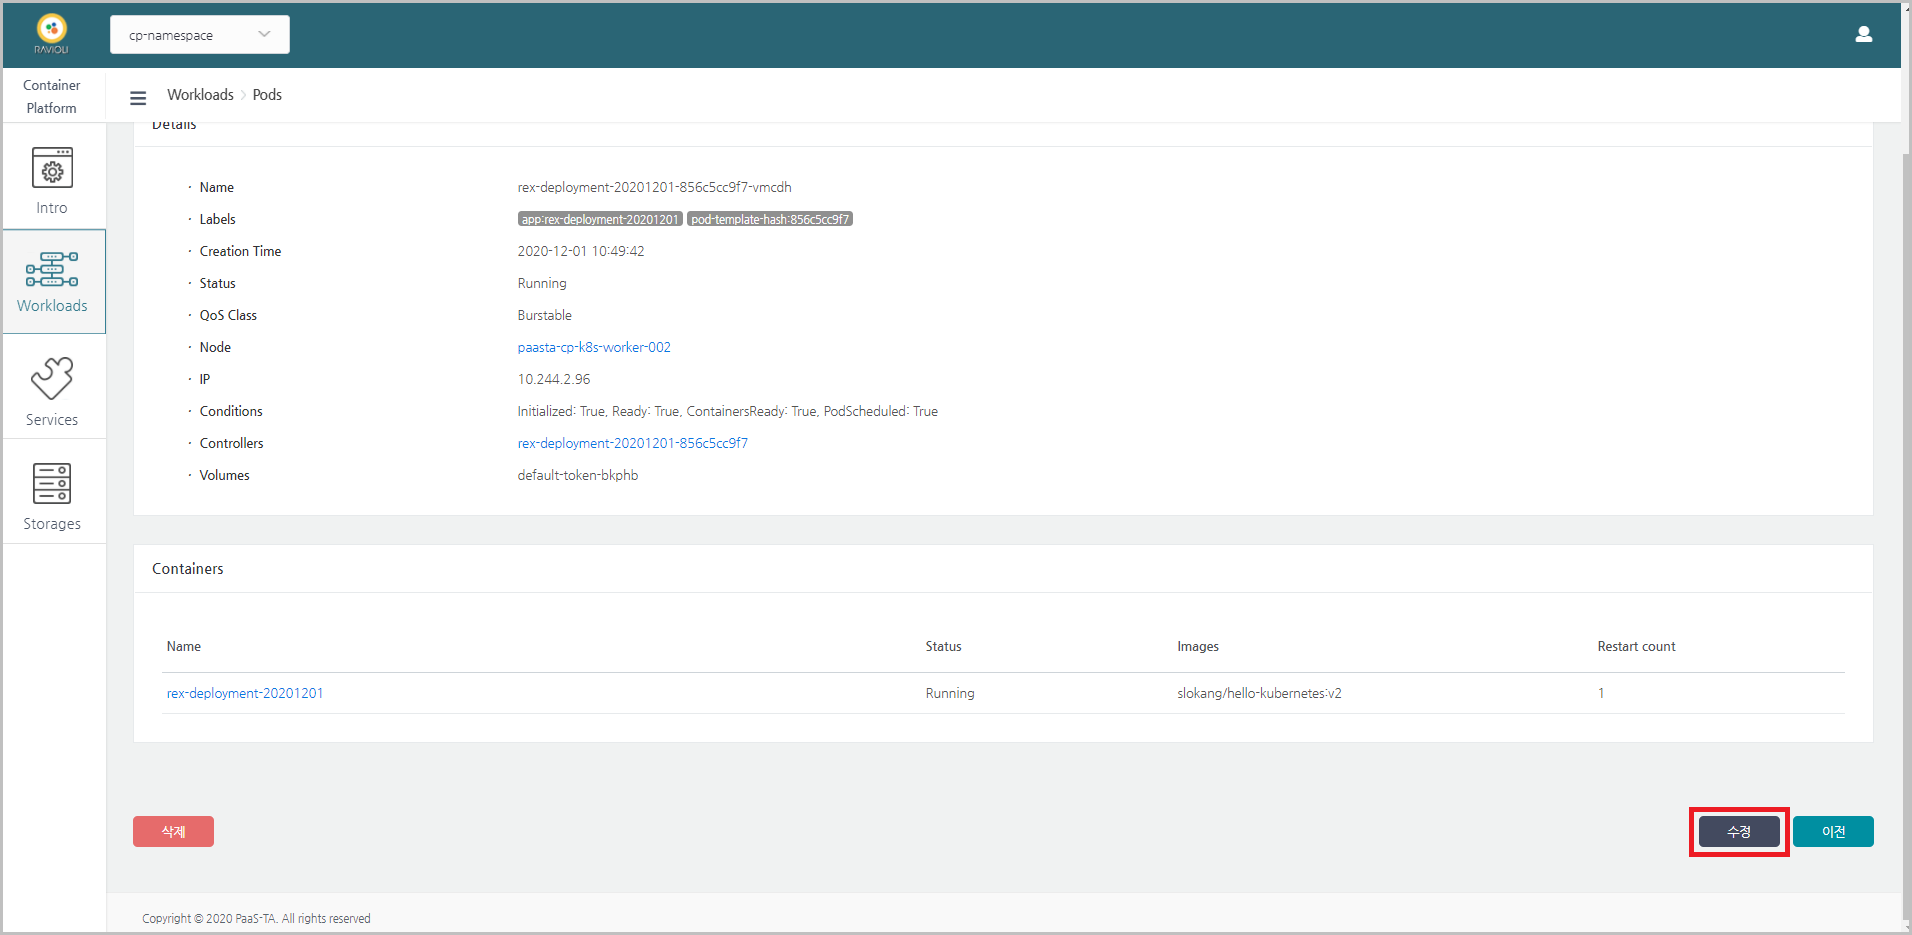 RAVIOLI
cp-namespace
Container
Platform
Workloads > Pods
Details
Intro
Workloads
Services
Storages
· Name rex-deployment-20201201-856c5cc9f7-vmcdh
· Labels app:rex-deployment-20201201 pod-template-hash:856c5cc9f7
· Creation Time 2020-12-01 10:49:42
· Status Running
· QoS Class Burstable
· Node paasta-cp-k8s-worker-002
· IP 10.244.2.96
· Conditions Initialized: True, Ready: True, ContainersReady: True, PodScheduled: True
· Controllers rex-deployment-20201201-856c5cc9f7
· Volumes default-token-bkphb
Containers
Name Status Images Restart count
rex-deployment-20201201 Running slokang/hello-kubernetes:v2 1
삭제 수정 이전
Copyright © 2020 PaaS-TA. All rights reserved